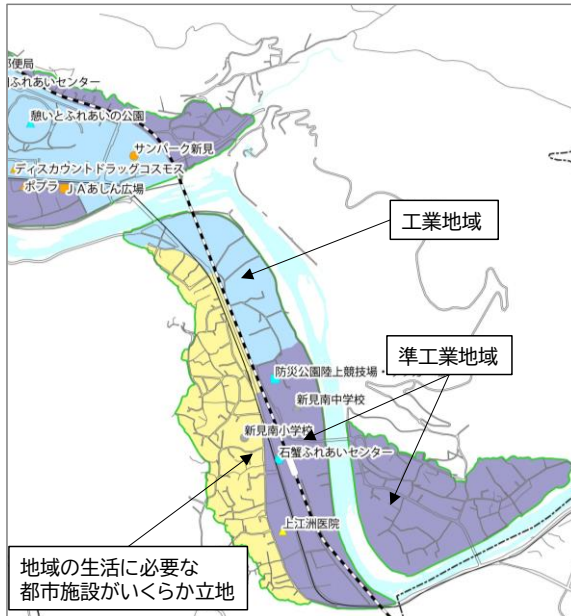 郵便局
ふれあいセンター
憩いとふれあいの公園
サンパーク新見
ディスカウントドラッグコスモス
ポプラ
JAあしん広場
工業地域
準工業地域
防災公園陸上競技場・
新見南中学校
新見南小学校
石蟹ふれあいセンター
上江洲医院
地域の生活に必要な
都市施設がいくらか立地